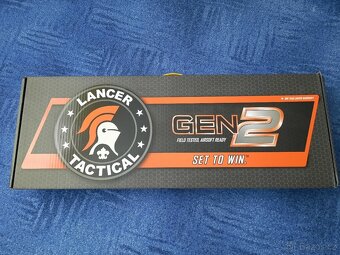 LANCER
TACTICAL
GEN2
FIELD TESTED, AIRSOFT READY
SET TO WIN